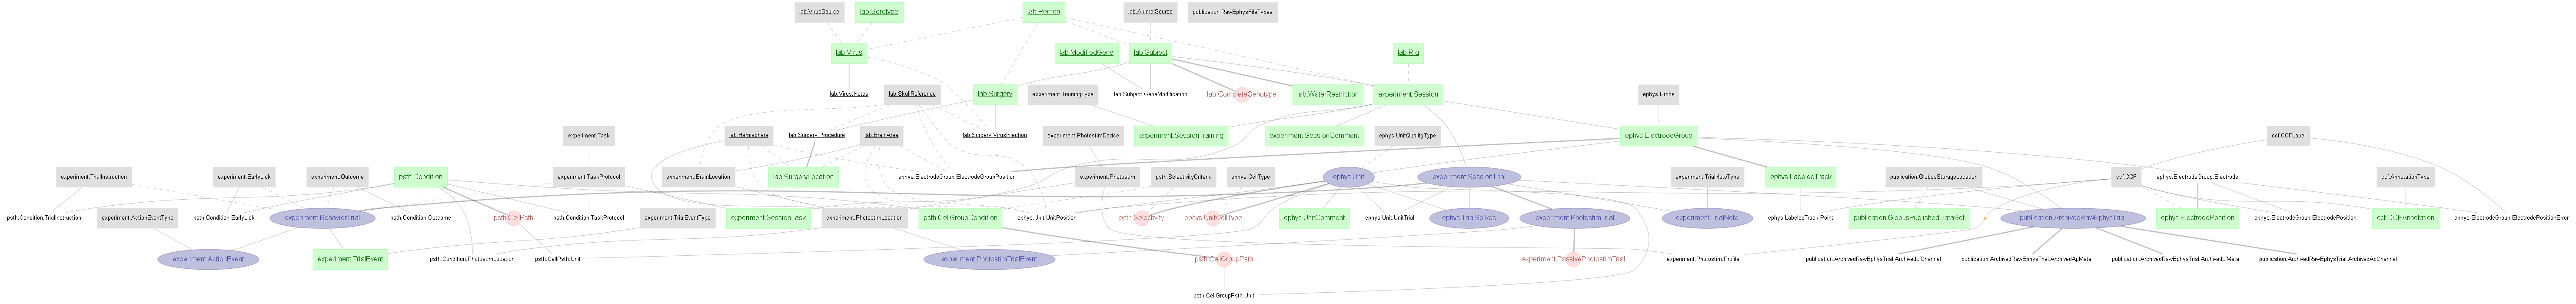 lab.VirusSource
lab.Serotype
lab.Person
lab.AnimalSource
publication.RawEphysFileTypes
lab.Virus
lab.ModifiedGene
lab.Subject
lab.Rig
lab.Virus.Notes
lab.SkullReference
lab.Surgery
experiment.TrainingType
lab.Subject.GeneModification
lab.CompleteGenotype
lab.WaterRestriction
experiment.Session
ephys.Probe
experiment.Task
lab.Hemisphere
lab.Surgery.Procedure
lab.BrainArea
lab.Surgery.VirusInjection
experiment.PhotostimDevice
experiment.SessionTraining
experiment.SessionComment
ephys.UnitQualityType
ephys.ElectrodeGroup
ccf.CCFLabel
experiment.TrialInstruction
experiment.EarlyLick
experiment.Outcome
psth.Condition
experiment.TaskProtocol
experiment.BrainLocation
lab.SurgeryLocation
ephys.ElectrodeGroup.ElectrodeGroupPosition
experiment.Photostim
psth.SelectivityCriteria
ephys.CellType
ephys.Unit
experiment.SessionTrial
experiment.TrialNoteType
ephys.LabeledTrack
publication.GlobusStorageLocation
ccf.CCF
ephys.ElectrodeGroup.Electrode
ccf.AnnotationType
psth.Condition.TrialInstruction
experiment.ActionEventType
psth.Condition.EarlyLick
experiment.BehaviorTrial
psth.Condition.Outcome
psth.CellPsth
psth.Condition.TaskProtocol
experiment.TrialEventType
experiment.SessionTask
experiment.PhotostimLocation
psth.CellGroupCondition
ephys.Unit.UnitPosition
psth.Selectivity
ephys.UnitCellType
ephys.UnitComment
ephys.Unit.UnitTrial
ephys.TrialSpikes
experiment.PhotostimTrial
experiment.TrialNote
ephys.LabeledTrack.Point
publication.GlobusPublishedDataSet
publication.ArchivedRawEphysTrial
ephys.ElectrodePosition
ephys.ElectrodeGroup.ElectrodePosition
ccf.CCFAnnotation
ephys.ElectrodeGroup.ElectrodePositionError
experiment.ActionEvent
experiment.TrialEvent
psth.Condition.PhotostimLocation
psth.CellPsth.Unit
experiment.PhotostimTrialEvent
psth.CellGroupPsth
experiment.PassivePhotostimTrial
experiment.Photostim.Profile
publication.ArchivedRawEphysTrial.ArchivedLfChannel
publication.ArchivedRawEphysTrial.ArchivedApMeta
publication.ArchivedRawEphysTrial.ArchivedLfMeta
publication.ArchivedRawEphysTrial.ArchivedApChannel
psth.CellGroupPsth.Unit